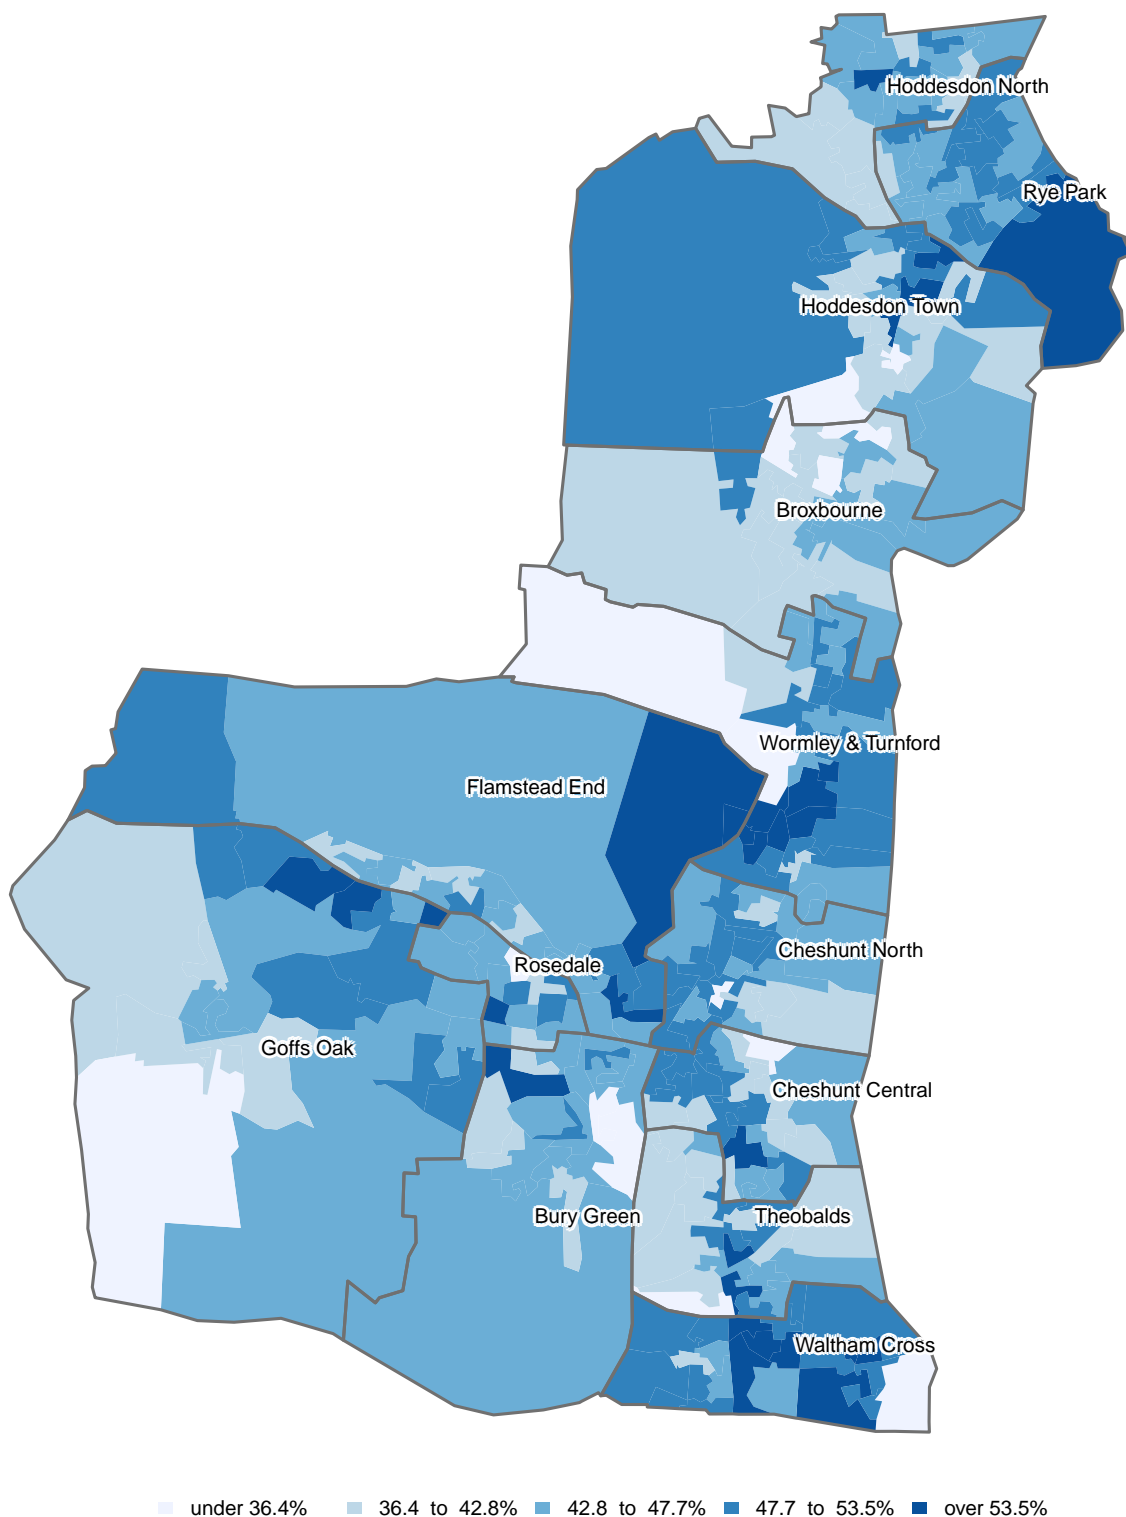 Hoddesdon North
Rye Park
Hoddesdon Town
Broxbourne
Wormley & Turnford
Flamstead End
Cheshunt North
Rosedale
Goffs Oak
Cheshunt Central
Bury Green
Theobalds
Waltham Cross
under 36.4% 36.4 to 42.8% 42.8 to 47.7% 47.7 to 53.5% over 53.5%